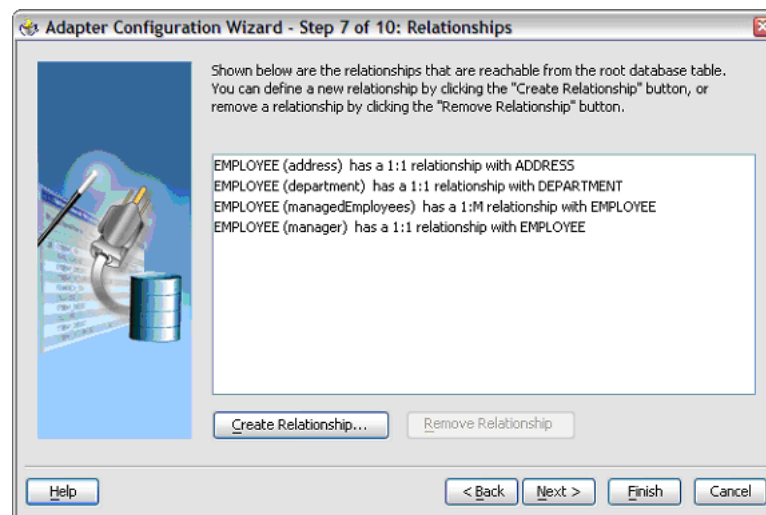 Adapter Configuration Wizard - Step 7 of 10: Relationships
Shown below are the relationships that are reachable from the root database table.
You can define a new relationship by clicking the "Create Relationship" button, or
remove a relationship by clicking the "Remove Relationship" button.
EMPLOYEE (address) has a 1:1 relationship with ADDRESS
EMPLOYEE (department) has a 1:1 relationship with DEPARTMENT
EMPLOYEE (managedEmployees) has a 1:M relationship with EMPLOYEE
EMPLOYEE (manager) has a 1:1 relationship with EMPLOYEE
Create Relationship... Remove Relationship
Help < Back Next > Finish Cancel